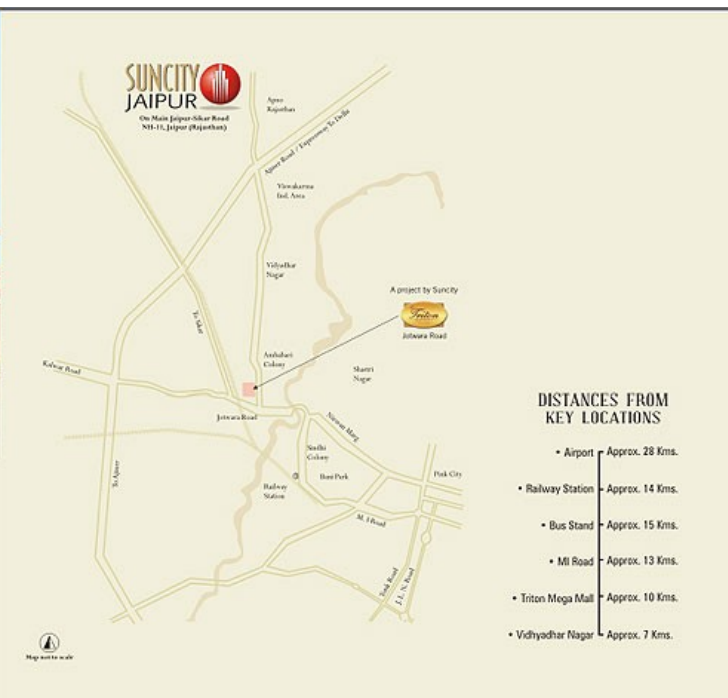 SUNCITY
JAIPUR
On Main Jaipur-Sikar Road
NH-11, Jaipur (Rajasthan)
Apno
Rajasthan
Ajmer Road / Expressway To Delhi
Viswakarma
Ind. Area
Vidyadhar
Nagar
A project by Suncity
Triton
Jotwara Road
To Sikar
Ambabari
Colony
Shastri
Nagar
Kalwar Road
Jotwara Road
Nirwan Marg
Sindhi
Colony
To Ajmer
Railway
Station
Bani Park
Pink City
M. I Road
Tonk Road
J.L.N. Road
DISTANCES FROM
KEY LOCATIONS
• Airport Approx. 28 Kms.
• Railway Station Approx. 14 Kms.
• Bus Stand Approx. 15 Kms.
• MI Road Approx. 13 Kms.
• Triton Mega Mall Approx. 10 Kms.
• Vidhyadhar Nagar Approx. 7 Kms.
Map not to scale